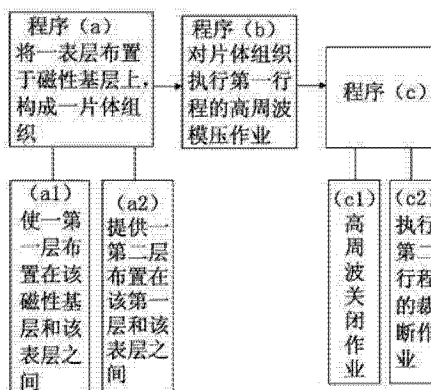 程序（a）
将一表层布置
于磁性基层上,
构成一片体组
织
程序（b）
对片体组织
执行第一行
程的高周波
模压作业
程序（c）
（a1）
使一第
一层布
置在该
磁性基
层和该
表层之
间
（a2）
提供一
第二层
布置在
该第一
层和该
表层之
间
（c1）
高
周
波
关
闭
作
业
（c2）
执行
第二
行程
的裁
断作
业